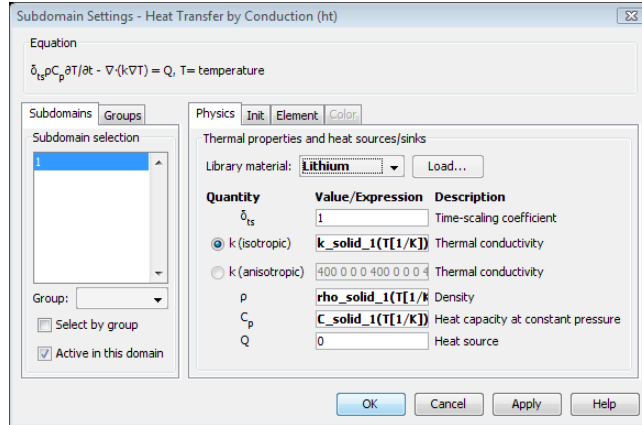 Subdomain Settings - Heat Transfer by Conduction (ht)
Equation
δtsρCp∂T/∂t - ∇·(k∇T) = Q, T= temperature
Subdomains Groups
Subdomain selection
1
Group:
Select by group
Active in this domain
Physics Init Element Color
Thermal properties and heat sources/sinks
Library material: Lithium Load...
Quantity Value/Expression Description
δts 1 Time-scaling coefficient
k (isotropic) k_solid_1(T[1/K]) Thermal conductivity
k (anisotropic) 400 0 0 0 400 0 0 0 4 Thermal conductivity
ρ rho_solid_1(T[1/K Density
Cp C_solid_1(T[1/K]) Heat capacity at constant pressure
Q 0 Heat source
OK Cancel Apply Help